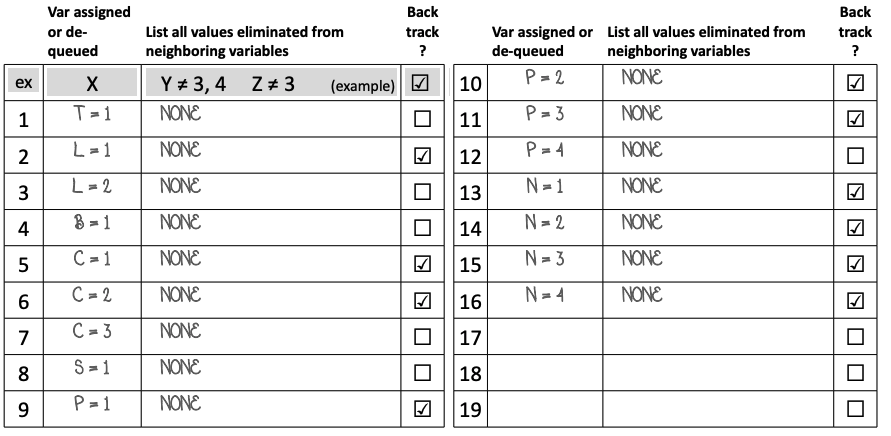 Var assigned or de-queued List all values eliminated from neighboring variables Back track ?
ex X Y ≠ 3, 4 Z ≠ 3 (example) ☑
1 T = 1 NONE ☐
2 L = 1 NONE ☑
3 L = 2 NONE ☐
4 B = 1 NONE ☐
5 C = 1 NONE ☑
6 C = 2 NONE ☑
7 C = 3 NONE ☐
8 S = 1 NONE ☐
9 P = 1 NONE ☑
Var assigned or de-queued List all values eliminated from neighboring variables Back track ?
10 P = 2 NONE ☑
11 P = 3 NONE ☑
12 P = 4 NONE ☐
13 N = 1 NONE ☑
14 N = 2 NONE ☑
15 N = 3 NONE ☑
16 N = 4 NONE ☑
17 ☐
18 ☐
19 ☐